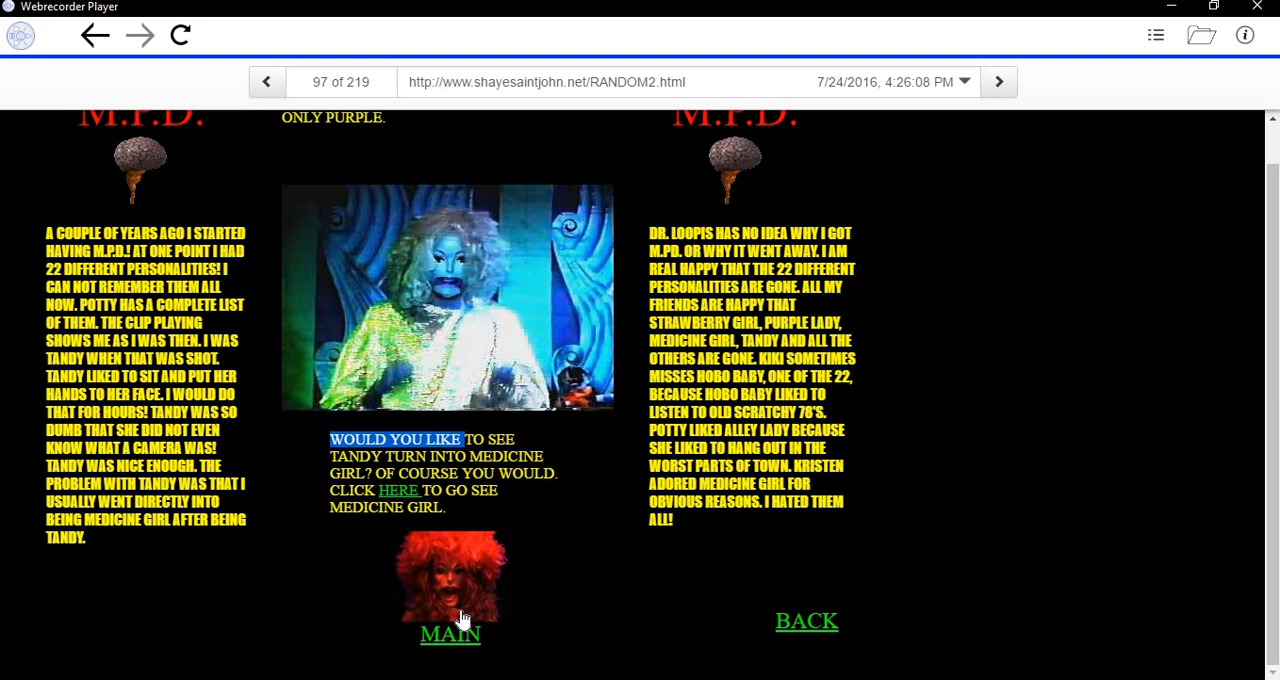 Webrecorder Player
97 of 219
http://www.shayesaintjohn.net/RANDOM2.html
7/24/2016, 4:26:08 PM
M.P.D.
A COUPLE OF YEARS AGO I STARTED
HAVING M.P.D.! AT ONE POINT I HAD
22 DIFFERENT PERSONALITIES! I
CAN NOT REMEMBER THEM ALL
NOW. POTTY HAS A COMPLETE LIST
OF THEM. THE CLIP PLAYING
SHOWS ME AS I WAS THEN. I WAS
TANDY WHEN THAT WAS SHOT.
TANDY LIKED TO SIT AND PUT HER
HANDS TO HER FACE. I WOULD DO
THAT FOR HOURS! TANDY WAS SO
DUMB THAT SHE DID NOT EVEN
KNOW WHAT A CAMERA WAS!
TANDY WAS NICE ENOUGH. THE
PROBLEM WITH TANDY WAS THAT I
USUALLY WENT DIRECTLY INTO
BEING MEDICINE GIRL AFTER BEING
TANDY.
ONLY PURPLE.
WOULD YOU LIKE TO SEE
TANDY TURN INTO MEDICINE
GIRL? OF COURSE YOU WOULD.
CLICK HERE TO GO SEE
MEDICINE GIRL.
MAIN
M.P.D.
DR. LOOPIS HAS NO IDEA WHY I GOT
M.PD. OR WHY IT WENT AWAY. I AM
REAL HAPPY THAT THE 22 DIFFERENT
PERSONALITIES ARE GONE. ALL MY
FRIENDS ARE HAPPY THAT
STRAWBERRY GIRL, PURPLE LADY,
MEDICINE GIRL, TANDY AND ALL THE
OTHERS ARE GONE. KIKI SOMETIMES
MISSES HOBO BABY, ONE OF THE 22,
BECAUSE HOBO BABY LIKED TO
LISTEN TO OLD SCRATCHY 78'S.
POTTY LIKED ALLEY LADY BECAUSE
SHE LIKED TO HANG OUT IN THE
WORST PARTS OF TOWN. KRISTEN
ADORED MEDICINE GIRL FOR
OBVIOUS REASONS. I HATED THEM
ALL!
BACK